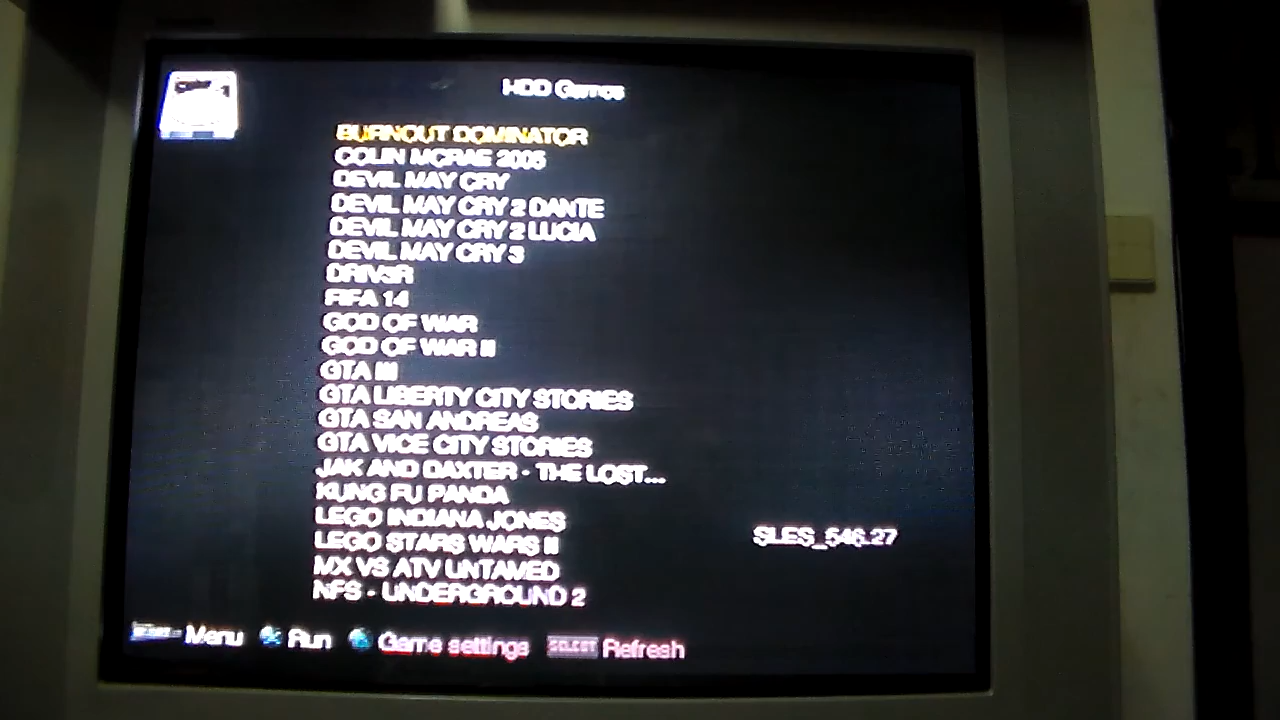 HDD Games
BURNOUT DOMINATOR
COLIN MCRAE 2005
DEVIL MAY CRY
DEVIL MAY CRY 2 DANTE
DEVIL MAY CRY 2 LUCIA
DEVIL MAY CRY 3
DRIV3R
FIFA 14
GOD OF WAR
GOD OF WAR II
GTA III
GTA LIBERTY CITY STORIES
GTA SAN ANDREAS
GTA VICE CITY STORIES
JAK AND DAXTER - THE LOST...
KUNG FU PANDA
LEGO INDIANA JONES
LEGO STARS WARS II
MX VS ATV UNTAMED
NFS - UNDERGROUND 2
SLES_546.27
Menu Run Game settings SELECT Refresh